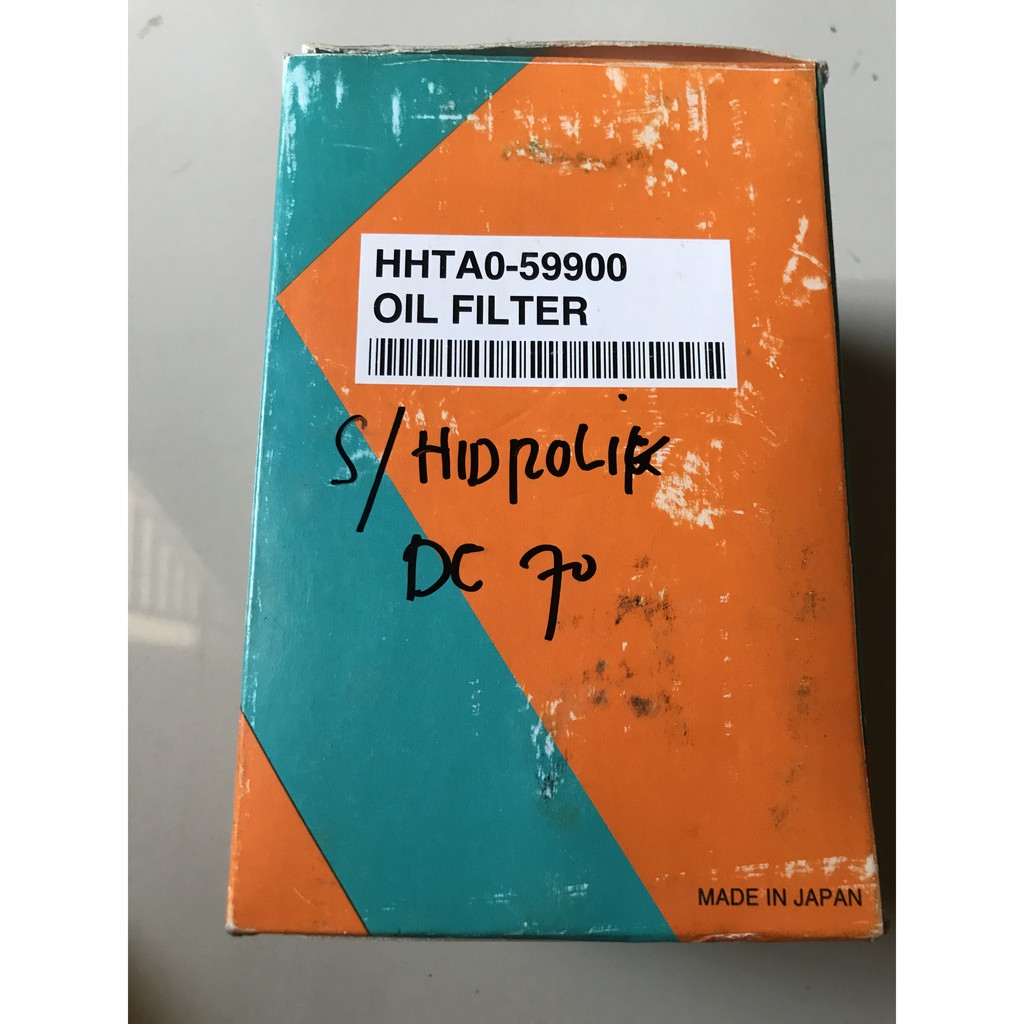 HHTA0-59900
OIL FILTER
S/HIDROLIK
DC 70
MADE IN JAPAN